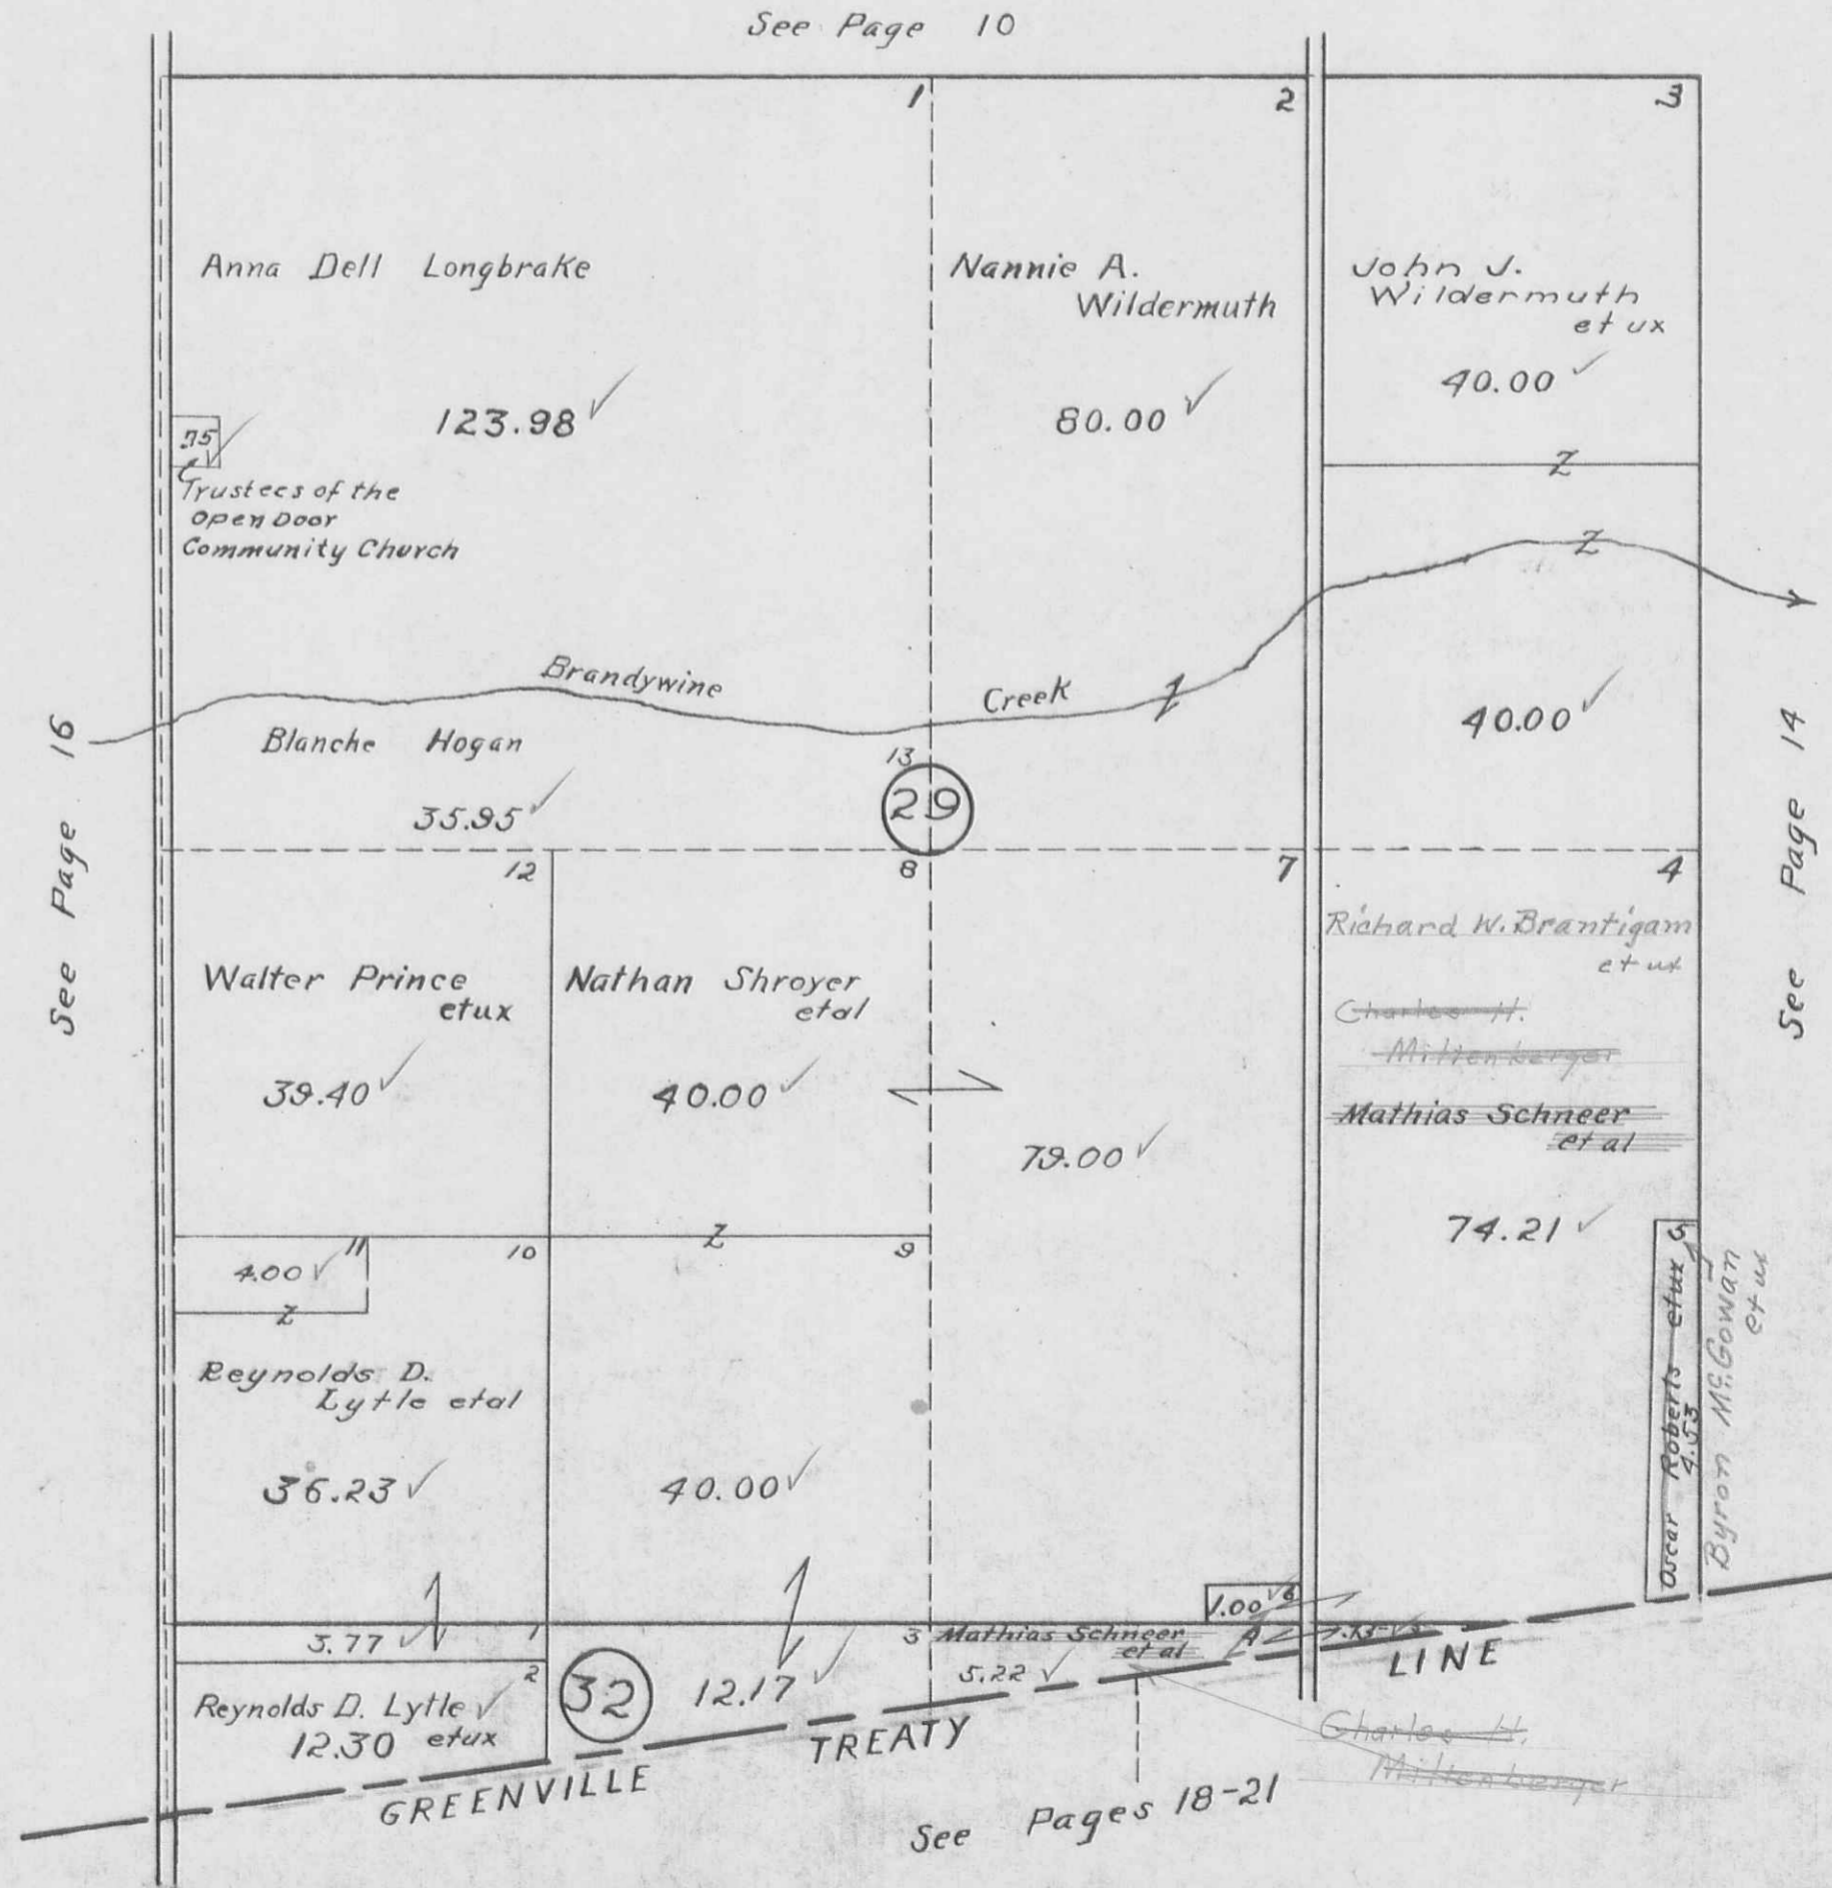 See Page 10
1
2
3
Anna Dell Longbrake
123.98
Nannie A.
Wildermuth
80.00
John J.
Wildermuth
et ux
40.00
Z
.75
Trustees of the
Open Door
Community Church
Z
Brandywine Creek
Z
40.00
See Page 16
Blanche Hogan
35.95
13
29
See Page 14
12
8
7
4
Walter Prince
etux
39.40
Nathan Shroyer
etal
40.00
79.00
Richard W. Brantigam
et ux
Charles H.
Miltenberger
Mathias Schneer
et al
74.21
5
Oscar Roberts etux
4.53
Byron McGowan
et ux
11
4.00
Z
10
Z
9
Reynolds D.
Lytle etal
36.23
40.00
1.00 6
3.77
1
2
Reynolds D. Lytle
12.30 etux
32
12.17
3
Mathias Schneer
et al
5.22
A
GREENVILLE TREATY LINE
Charles H.
Miltenberger
See Pages 18-21